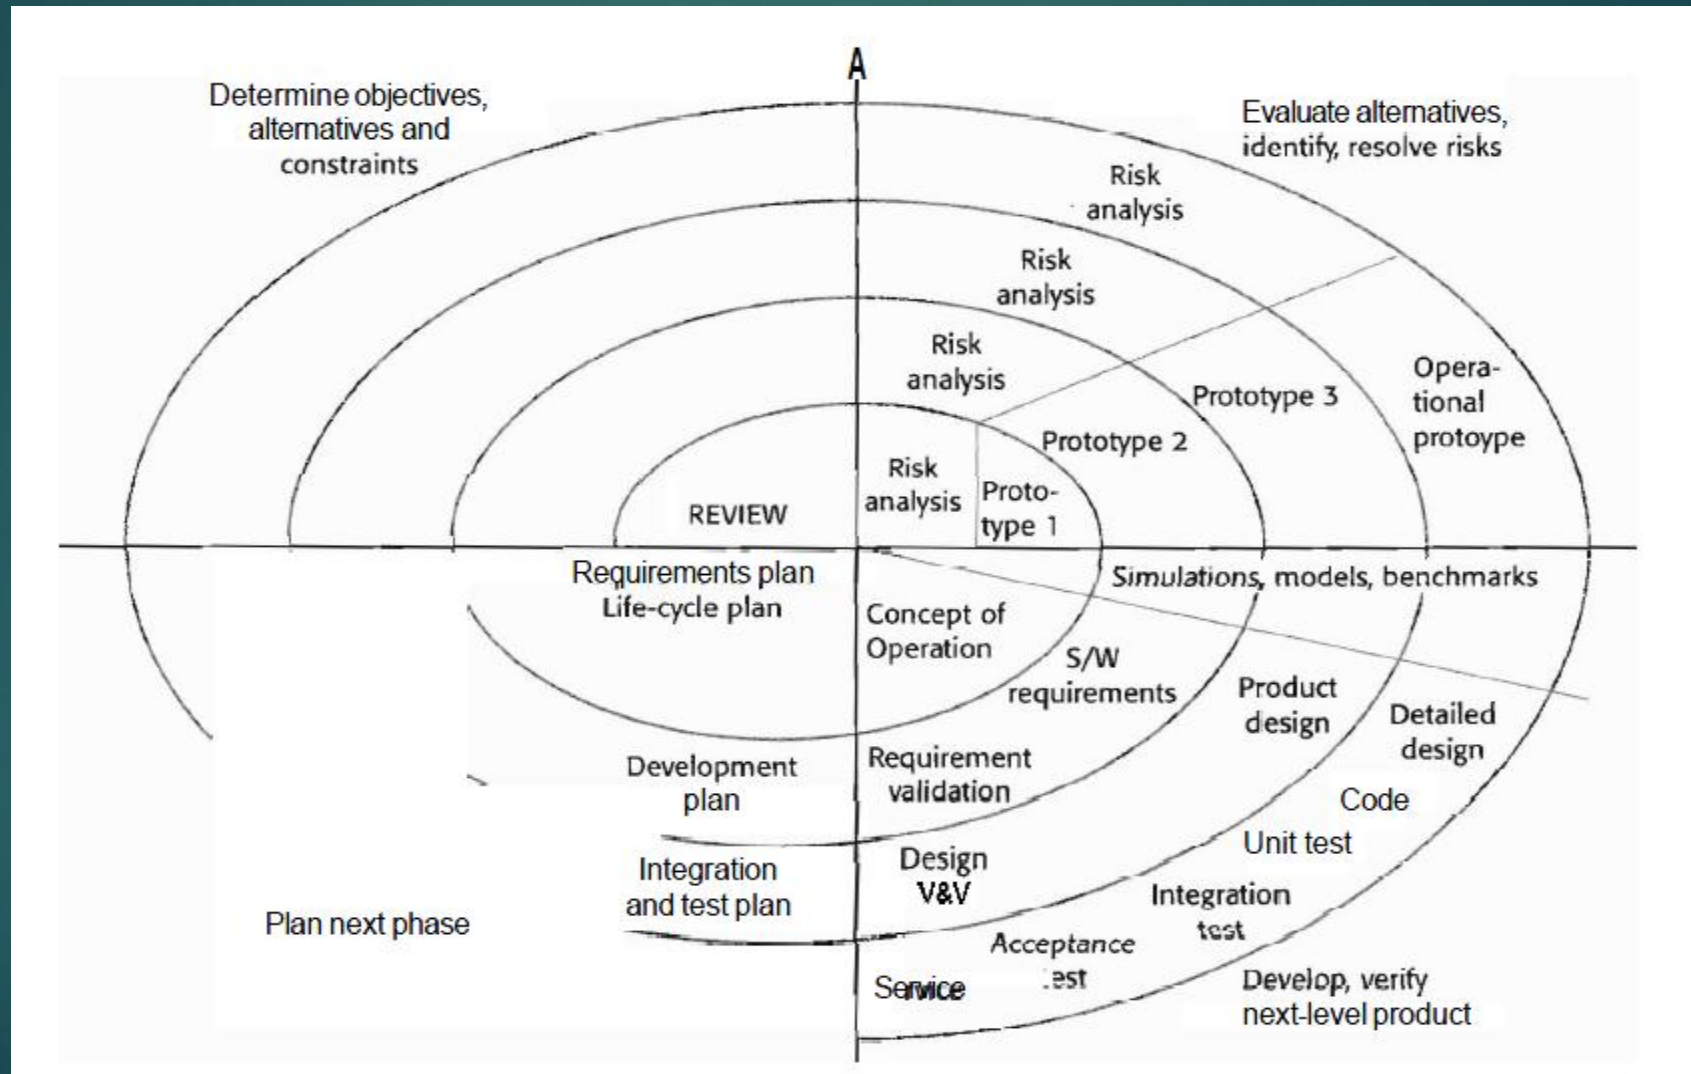 A
Determine objectives,
alternatives and
constraints
Evaluate alternatives,
identify, resolve risks
Risk
analysis
Risk
analysis
Risk
analysis
Risk
analysis
Proto-
type 1
Prototype 2
Prototype 3
Opera-
tional
protoype
REVIEW
Requirements plan
Life-cycle plan
Concept of
Operation
Simulations, models, benchmarks
S/W
requirements
Product
design
Detailed
design
Development
plan
Requirement
validation
Code
Unit test
Integration
and test plan
Design
V&V
Integration
test
Acceptance
est
Service
Plan next phase
Develop, verify
next-level product